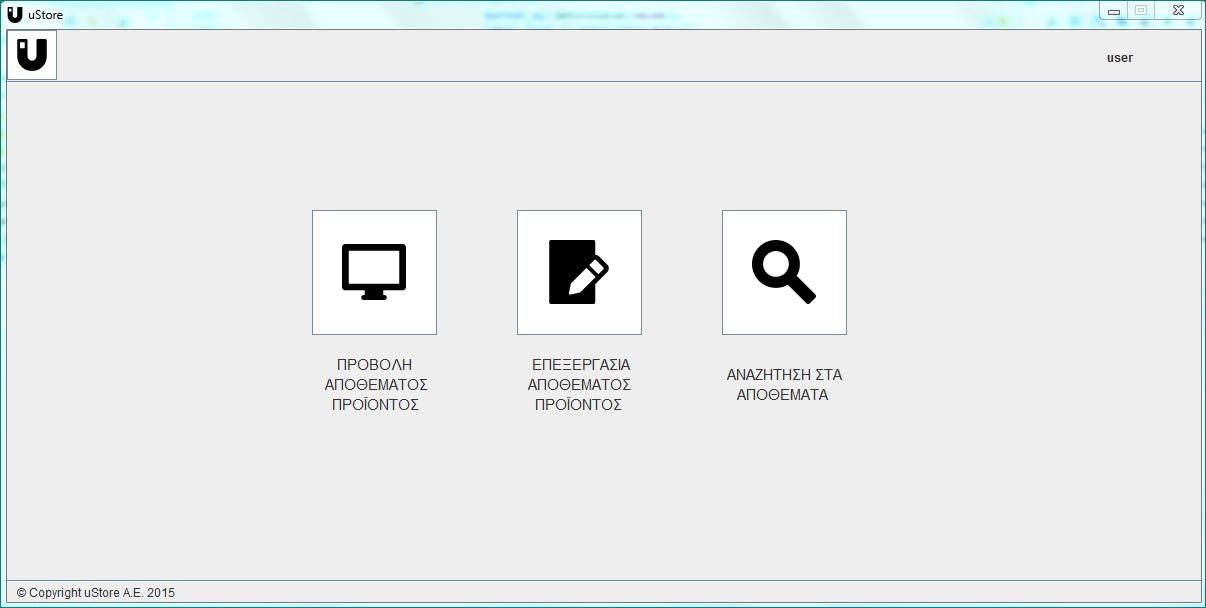 uStore
U
user
ΠΡΟΒΟΛΗ
ΑΠΟΘΕΜΑΤΟΣ
ΠΡΟΪΟΝΤΟΣ
ΕΠΕΞΕΡΓΑΣΙΑ
ΑΠΟΘΕΜΑΤΟΣ
ΠΡΟΪΟΝΤΟΣ
ΑΝΑΖΗΤΗΣΗ ΣΤΑ
ΑΠΟΘΕΜΑΤΑ
© Copyright uStore A.E. 2015